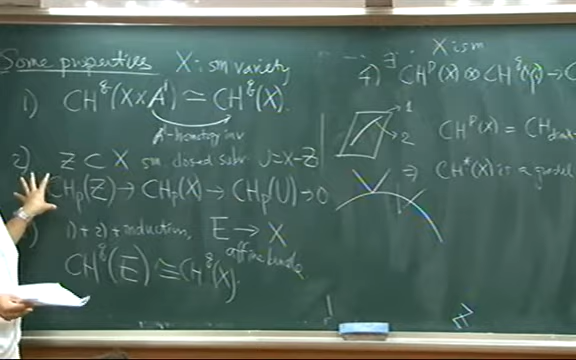 Some properties X : sm variety
1) CH^q(X × A^1) ≅ CH^q(X).
A^1-homotopy inv
2) Z ⊂ X sm closed subv. U = X - Z
CH_p(Z) → CH_p(X) → CH_p(U) → 0
) 1) + 2) + induction, E → X
affine bundle
CH^q(E) ≅ CH^q(X).
X : sm
4) ∃ CH^p(X) ⊗ CH^q(X) → C
1
2
CH^p(X) = CH
⇒ CH^*(X) is a graded